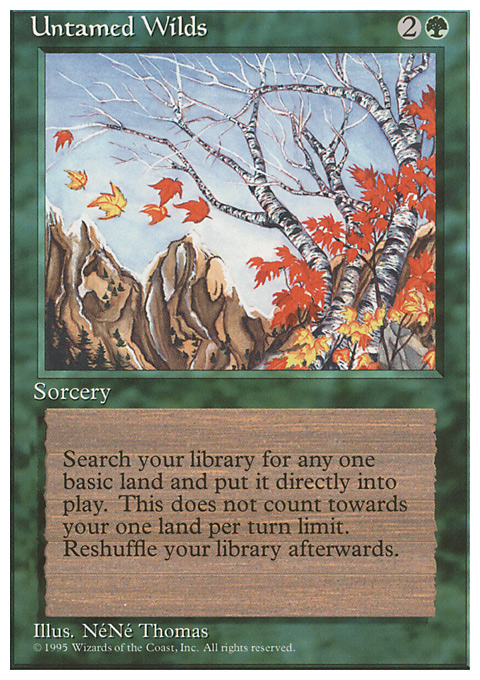 Untamed Wilds 2
Sorcery
Search your library for any one
basic land and put it directly into
play. This does not count towards
your one land per turn limit.
Reshuffle your library afterwards.
Illus. NéNé Thomas
© 1995 Wizards of the Coast, Inc. All rights reserved.